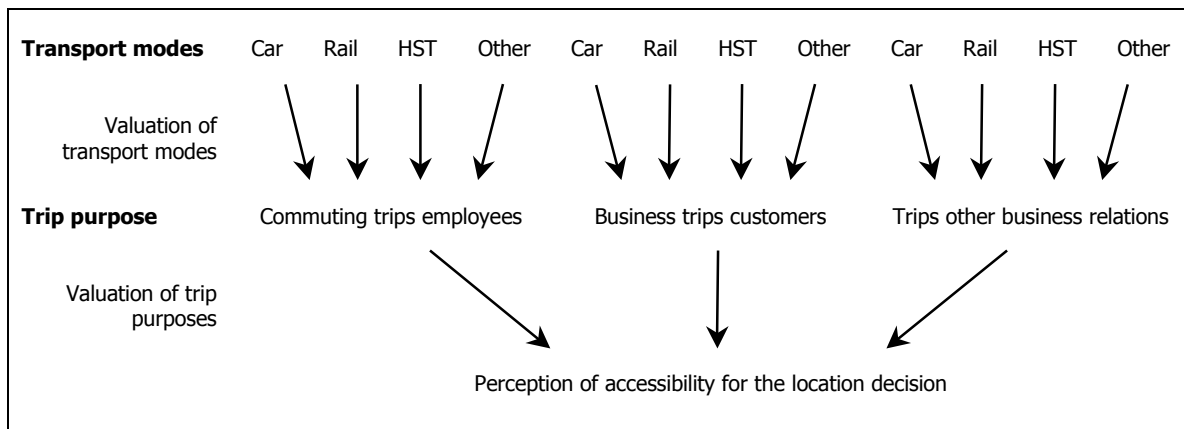 Transport modes Car Rail HST Other Car Rail HST Other Car Rail HST Other
Valuation of
transport modes
Trip purpose Commuting trips employees Business trips customers Trips other business relations
Valuation of trip
purposes
Perception of accessibility for the location decision